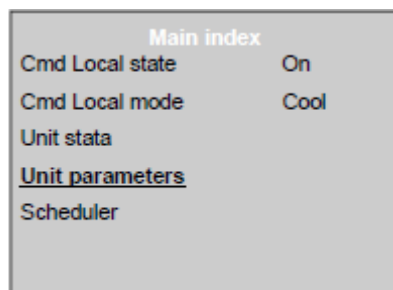 Main index
Cmd Local state On
Cmd Local mode Cool
Unit stata
Unit parameters
Scheduler